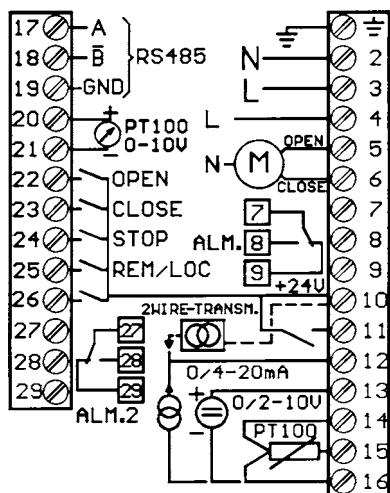 17 A
18 B̅ RS485
19 GND
20 + PT100
21 − 0-10V
22 OPEN
23 CLOSE
24 STOP
25 REM/LOC
26
27 27
28 28
29 29
ALM.2
N 2
L 3
L 4
OPEN 5
N M
CLOSE 6
7 7
ALM. 8 8
9 9
+24V 10
2WIRE-TRANSM.
11
12
0/4-20mA
+ 0/2-10V 13
− 14
PT100 15
16